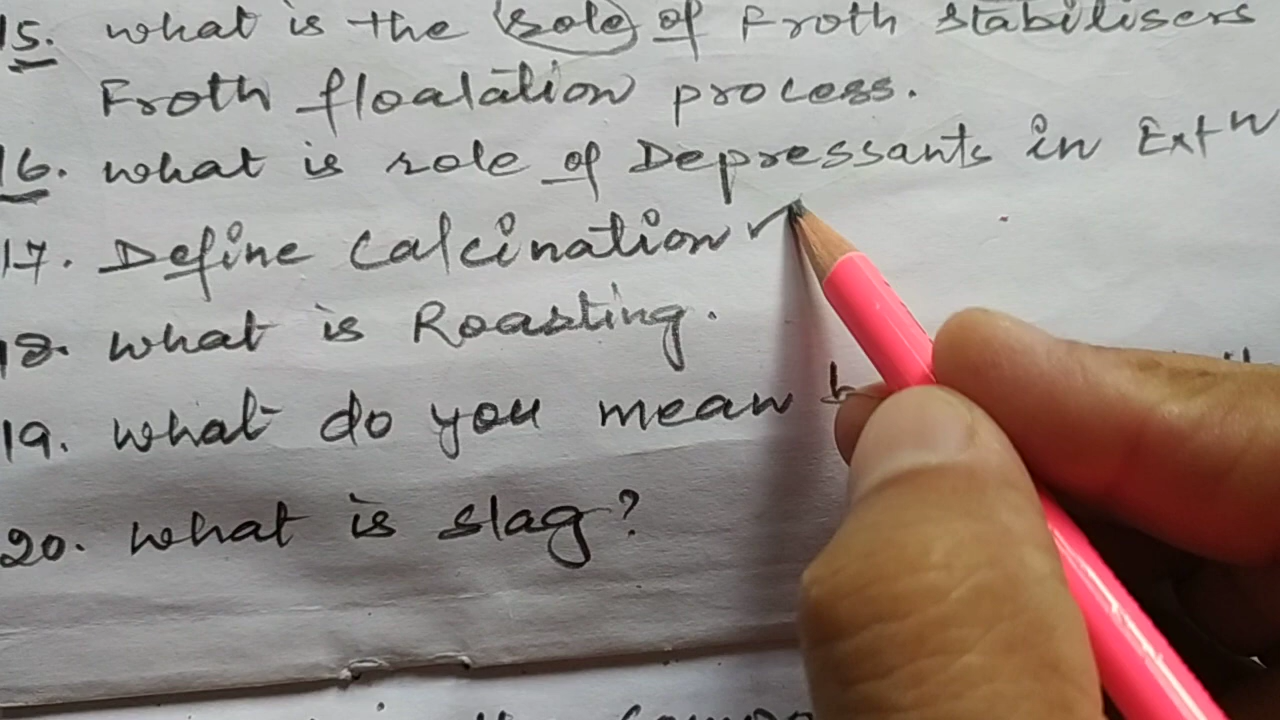 15. what is the role of Froth stabilisers
Froth floatation process.
16. what is role of Depressants in Extn
17. Define Calcination
18. what is Roasting.
19. what do you mean
20. what is slag?